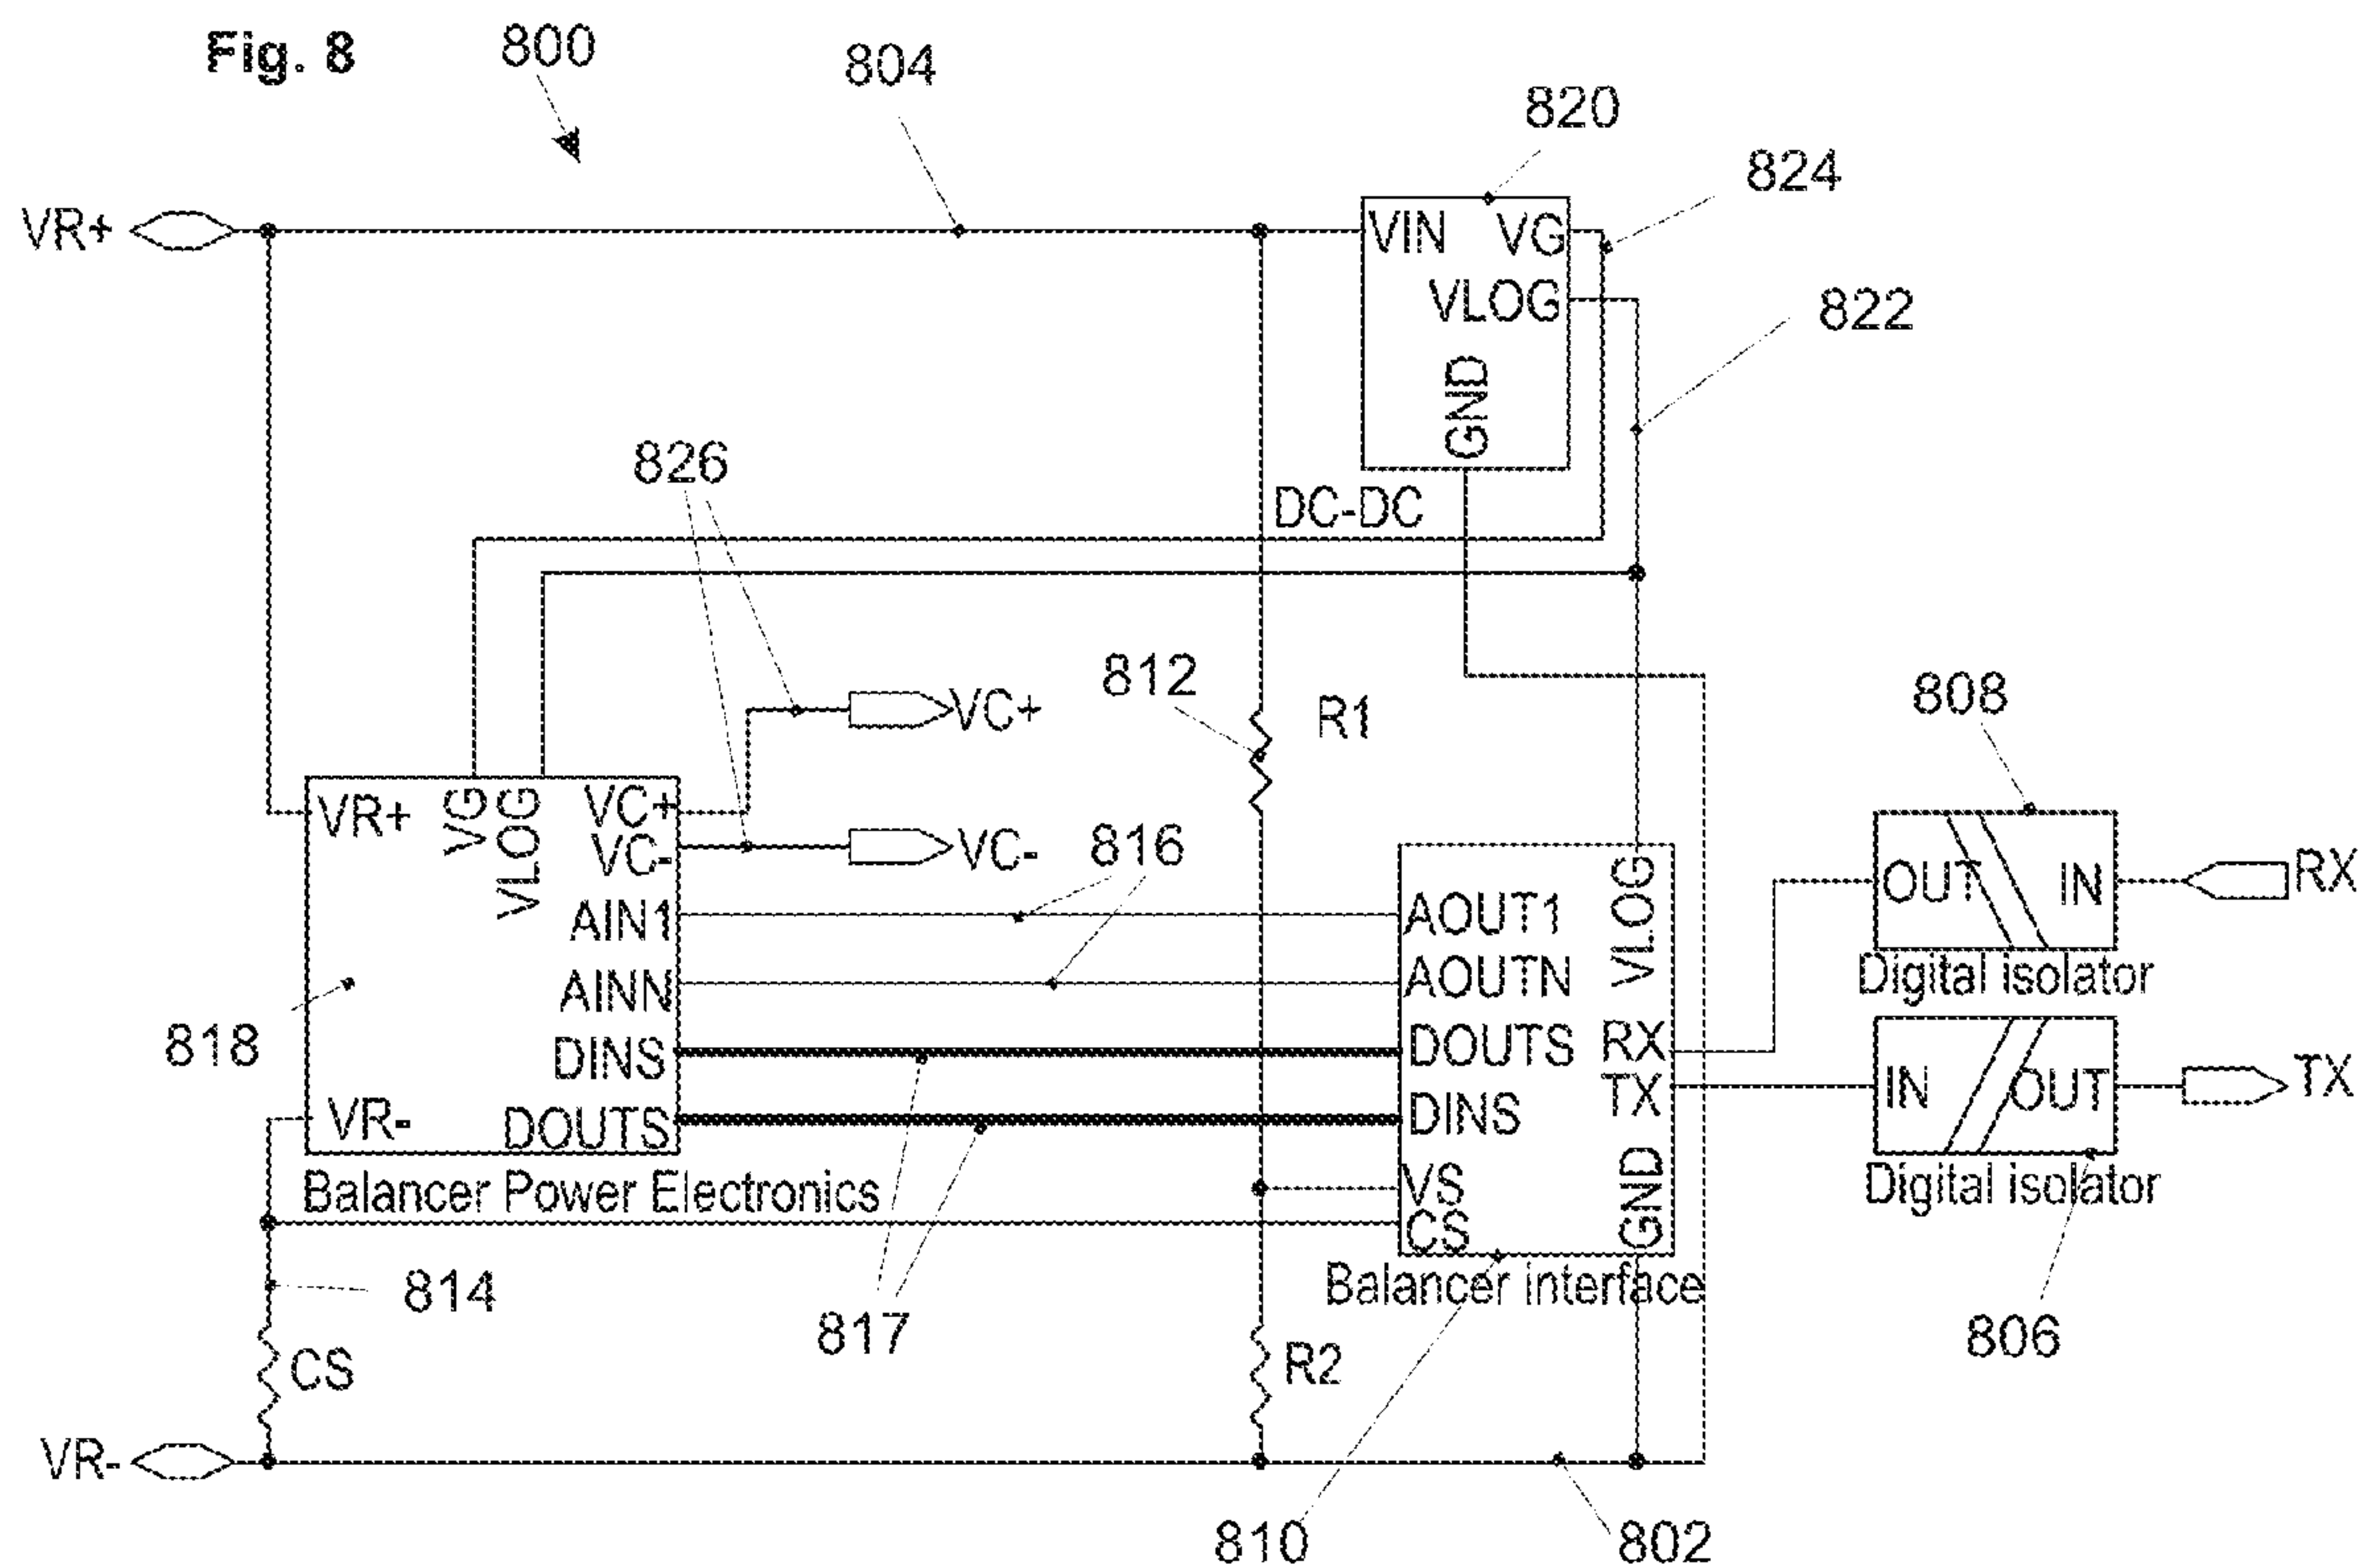 Fig. 8
800
804
820
824
VR+
VIN VG
VLOG
822
GND
826
DC-DC
812
R1
VC+
808
VR+
VG
VLOG
VC+
VC-
VC-
816
AIN1
AINN
DINS
DOUTS
VR-
818
Balancer Power Electronics
AOUT1
AOUTN
DOUTS
DINS
VS
CS
VLOG
RX
TX
GND
Balancer interface
OUT IN
RX
Digital isolator
IN OUT
TX
Digital isolator
814
817
806
CS
R2
VR-
810
802